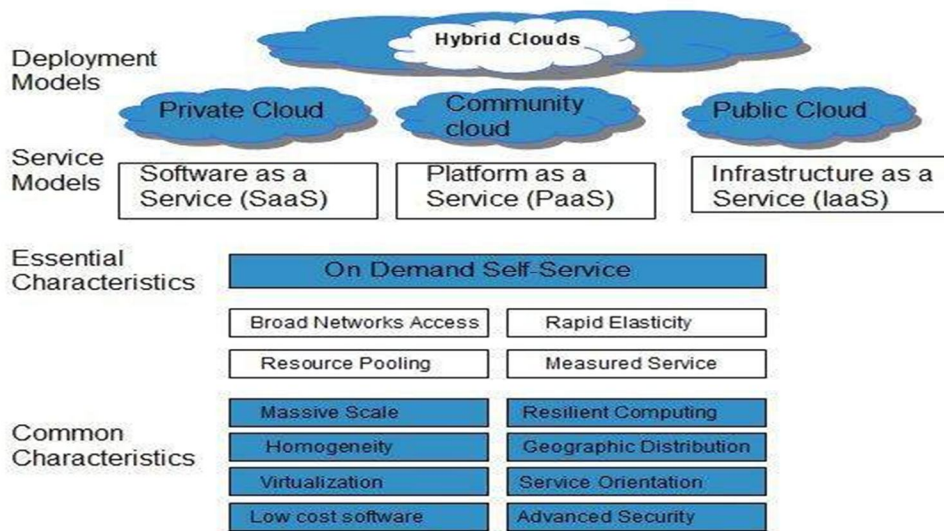 Hybrid Clouds
Deployment
Models
Private Cloud
Community
cloud
Public Cloud
Service
Models
Software as a
Service (SaaS)
Platform as a
Service (PaaS)
Infrastructure as a
Service (IaaS)
Essential
Characteristics
On Demand Self-Service
Broad Networks Access
Rapid Elasticity
Resource Pooling
Measured Service
Common
Characteristics
Massive Scale
Resilient Computing
Homogeneity
Geographic Distribution
Virtualization
Service Orientation
Low cost software
Advanced Security